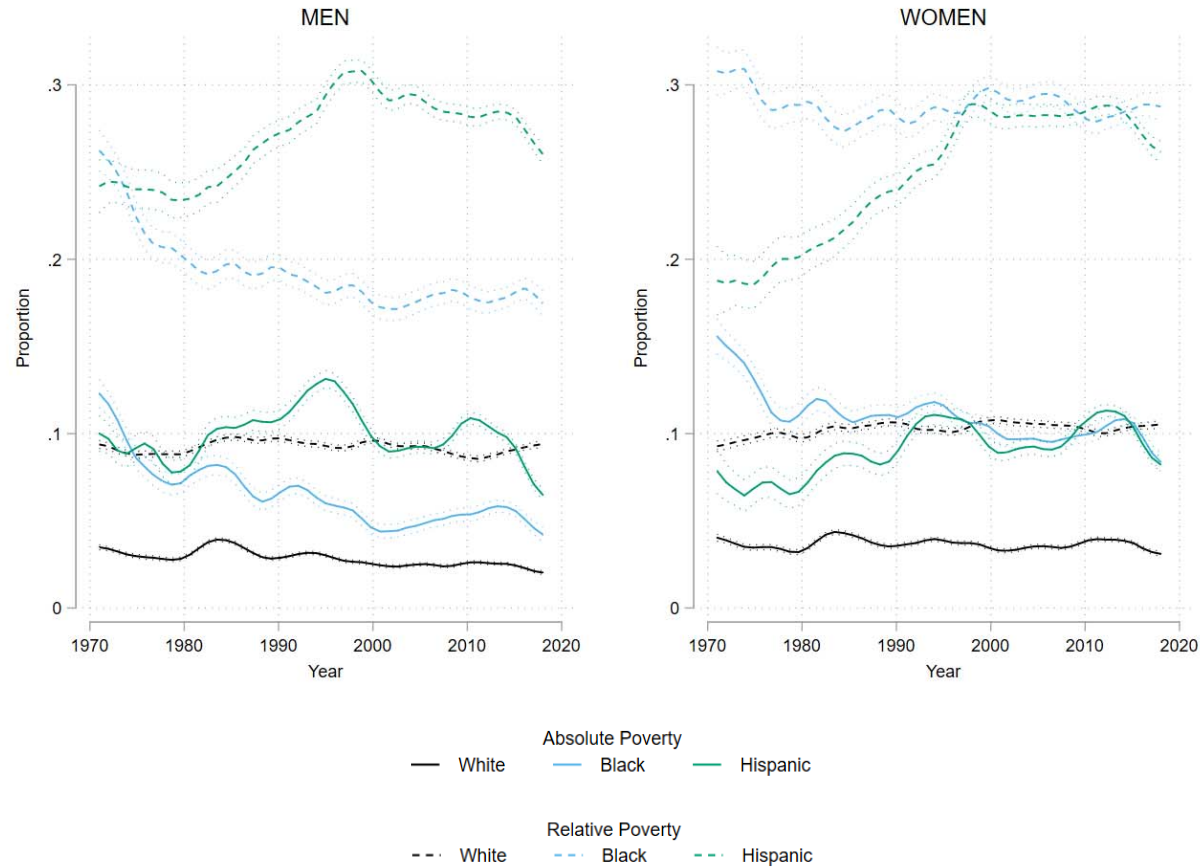 MEN
WOMEN
.3
.2
.1
0
Proportion
1970
1980
1990
2000
2010
2020
Year
.3
.2
.1
0
Proportion
1970
1980
1990
2000
2010
2020
Year
Absolute Poverty
White
Black
Hispanic
Relative Poverty
White
Black
Hispanic